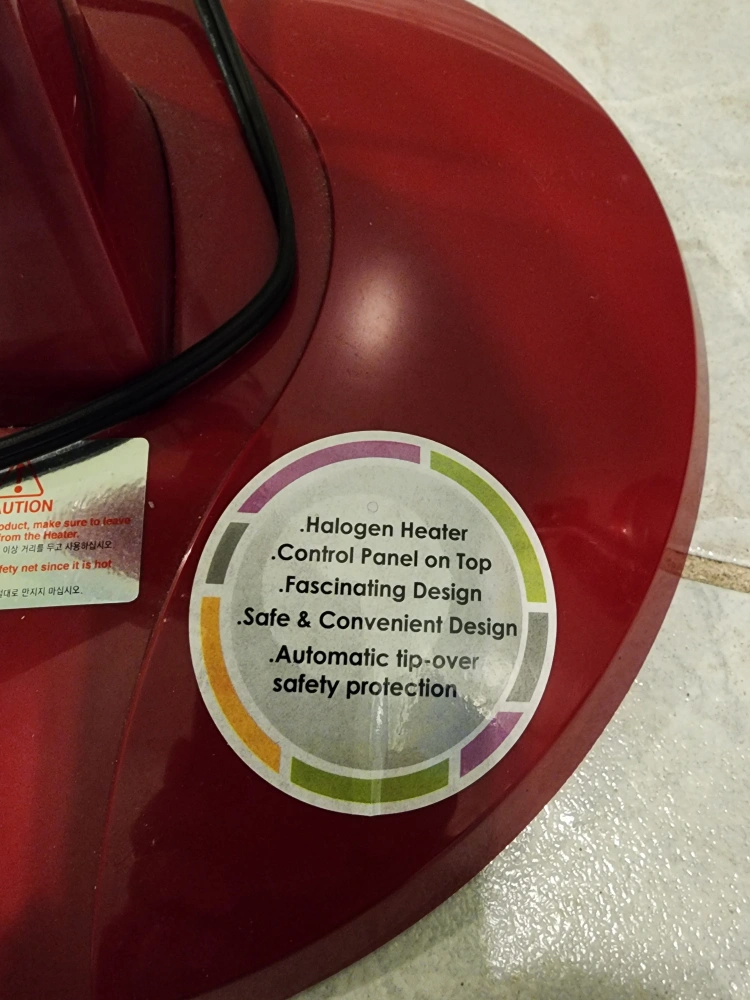 AUTION
oduct, make sure to leave
from the Heater.
이상 거리를 두고 사용하십시오
fety net since it is hot
대로 만지지 마십시오.
.Halogen Heater
.Control Panel on Top
.Fascinating Design
.Safe & Convenient Design
.Automatic tip-over
safety protection